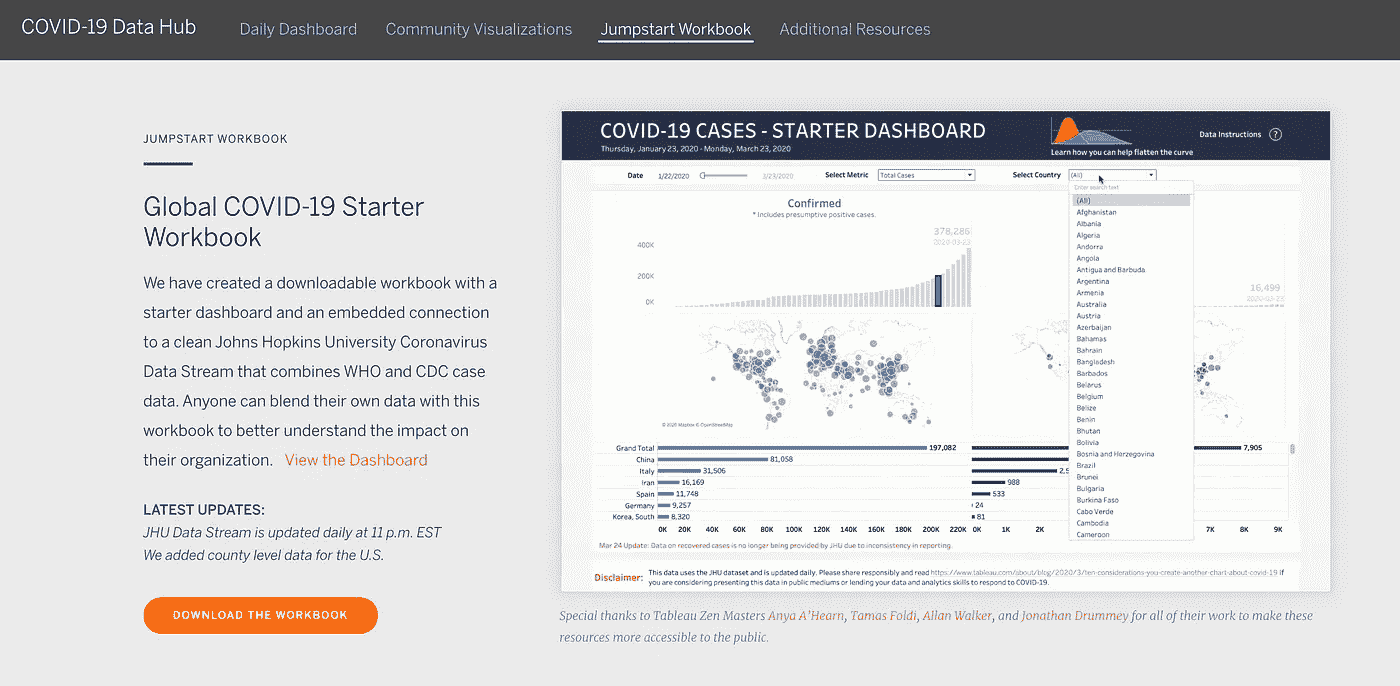 COVID-19 Data Hub
Daily Dashboard
Community Visualizations
Jumpstart Workbook
Additional Resources
JUMPSTART WORKBOOK
Global COVID-19 Starter
Workbook
We have created a downloadable workbook with a
starter dashboard and an embedded connection
to a clean Johns Hopkins University Coronavirus
Data Stream that combines WHO and CDC case
data. Anyone can blend their own data with this
workbook to better understand the impact on
their organization. View the Dashboard
LATEST UPDATES:
JHU Data Stream is updated daily at 11 p.m. EST
We added county level data for the U.S.
DOWNLOAD THE WORKBOOK
COVID-19 CASES - STARTER DASHBOARD
Thursday, January 23, 2020 - Monday, March 23, 2020
Learn how you can help flatten the curve
Data Instructions ?
Date 1/22/2020 3/23/2020
Select Metric Total Cases
Select Country (All)
Enter search text
(All)
Afghanistan
Albania
Algeria
Andorra
Angola
Antigua and Barbuda
Argentina
Armenia
Australia
Austria
Azerbaijan
Bahamas
Bahrain
Bangladesh
Barbados
Belarus
Belgium
Belize
Benin
Bhutan
Bolivia
Bosnia and Herzegovina
Brazil
Brunei
Bulgaria
Burkina Faso
Cabo Verde
Cambodia
Cameroon
Confirmed
* Includes presumptive positive cases.
378,286
2020-03-23
400K
200K
0K
16,499
2020-03-23
© 2020 Mapbox © OpenStreetMap
Grand Total 197,082 7,905
China 81,058
Italy 31,506 2,5
Iran 16,169 988
Spain 11,748 533
Germany 9,257 24
Korea, South 8,320 81
0K 20K 40K 60K 80K 100K 120K 140K 160K 180K 200K 220K 0K 1K 2K 7K 8K 9K
Mar 24 Update: Data on recovered cases is no longer being provided by JHU due to inconsistency in reporting.
Disclaimer: This data uses the JHU dataset and is updated daily. Please share responsibly and read https://www.tableau.com/about/blog/2020/3/ten-considerations-you-create-another-chart-about-covid-19 if
you are considering presenting this data in public mediums or lending your data and analytics skills to respond to COVID-19.
Special thanks to Tableau Zen Masters Anya A'Hearn, Tamas Foldi, Allan Walker, and Jonathan Drummey for all of their work to make these
resources more accessible to the public.